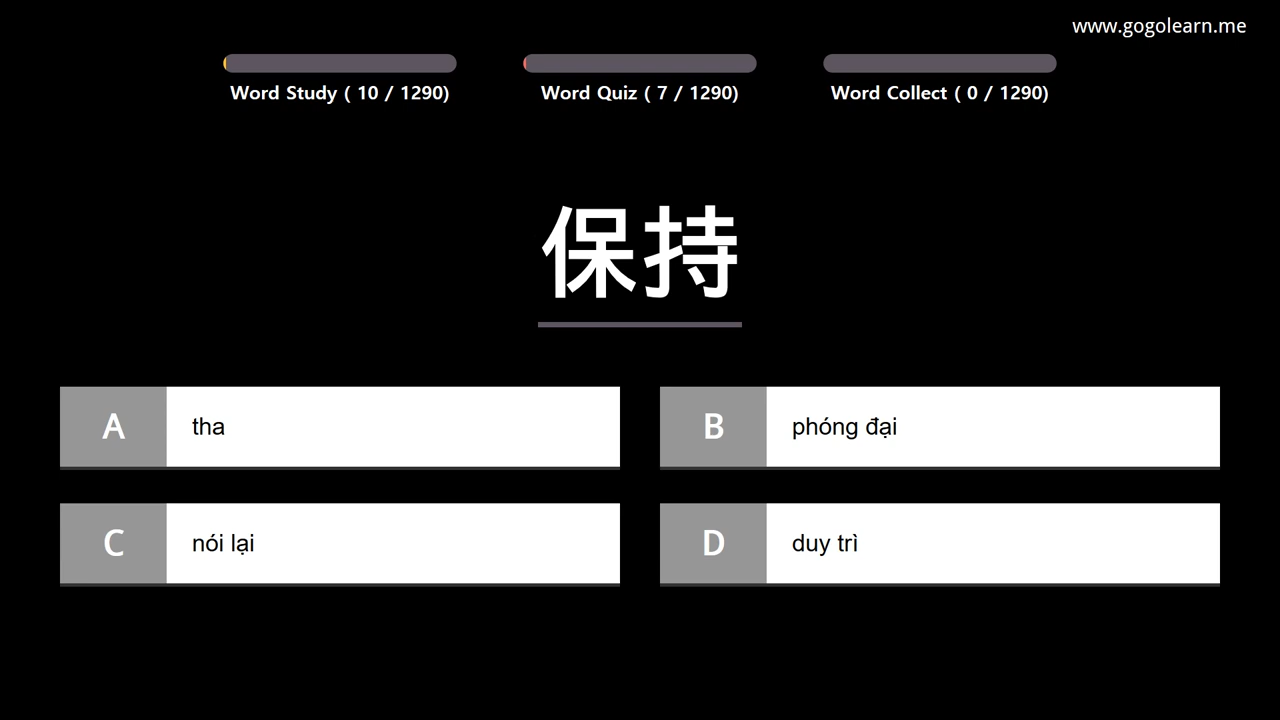 www.gogolearn.me
Word Study ( 10 / 1290)
Word Quiz ( 7 / 1290)
Word Collect ( 0 / 1290)
保持
A tha
B phóng đại
C nói lại
D duy trì